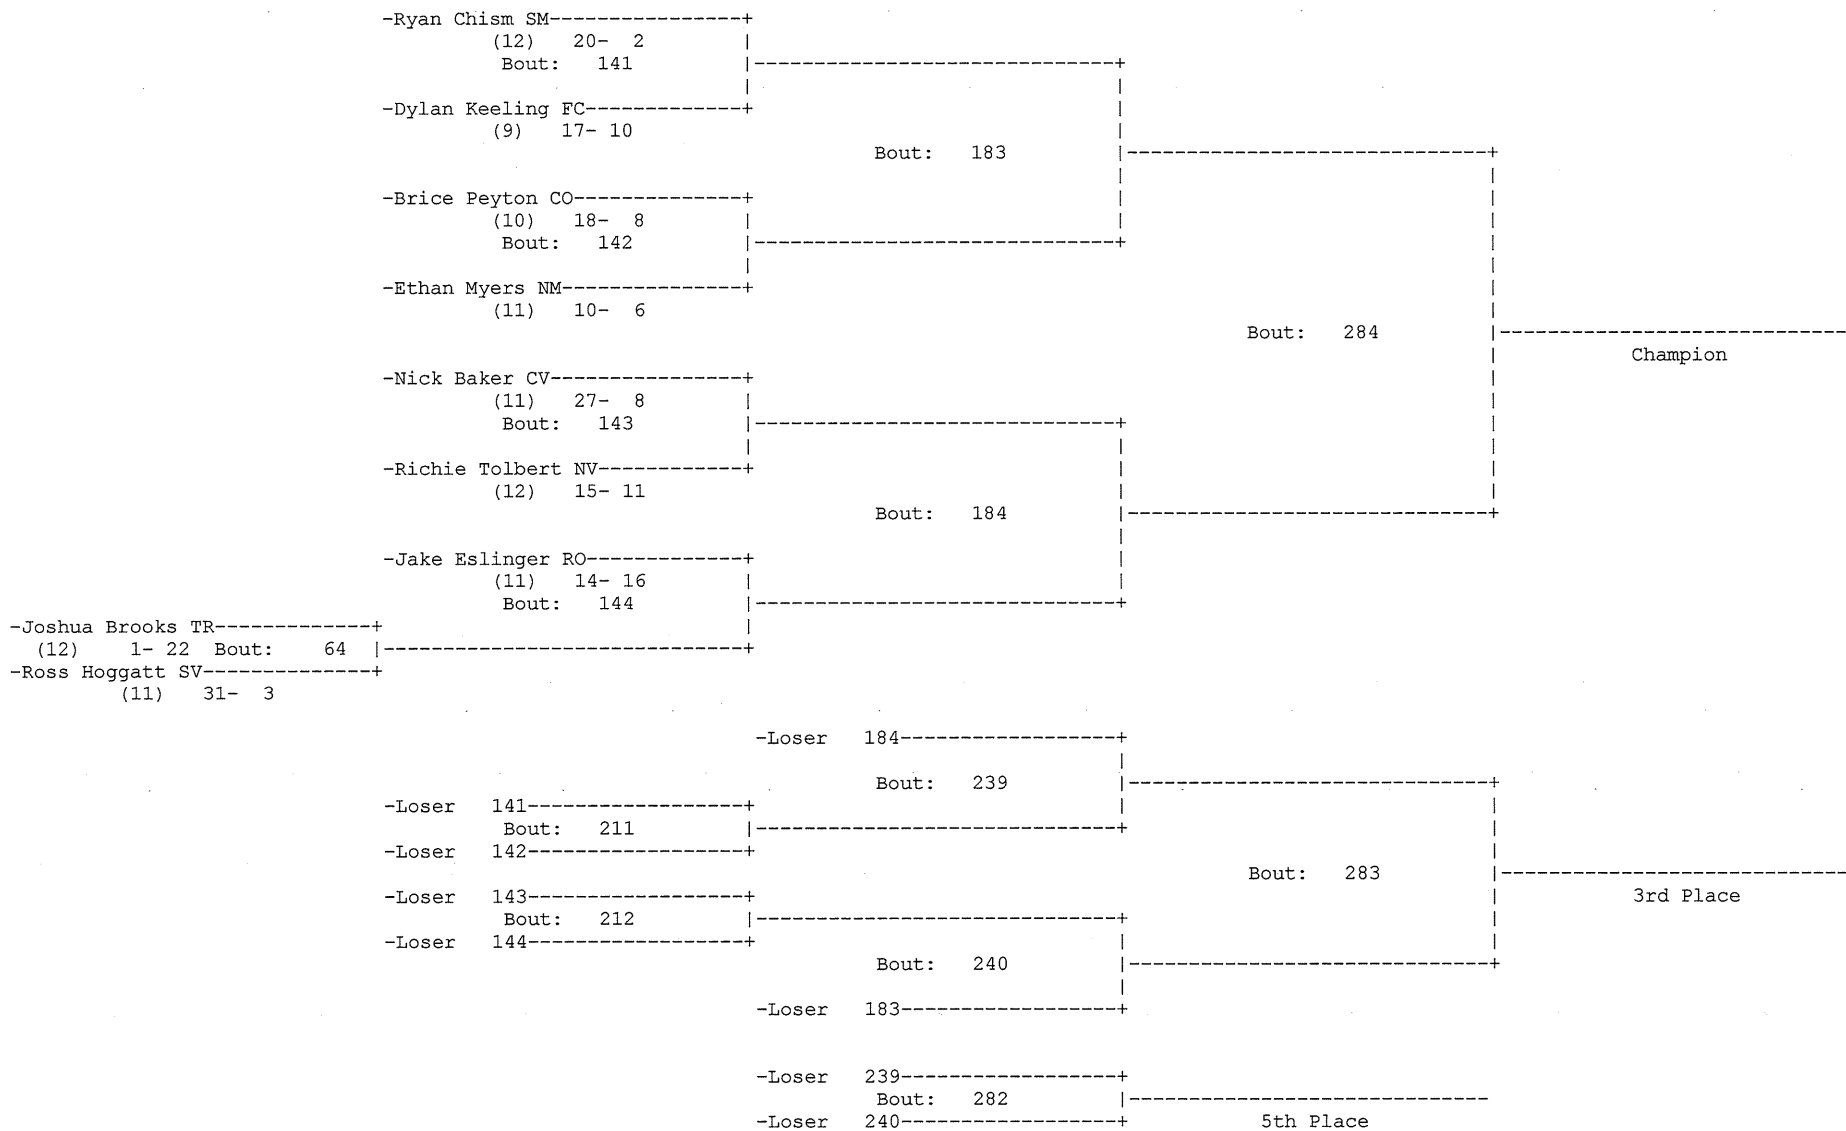 -Ryan Chism SM
(12) 20- 2
Bout: 141
-Dylan Keeling FC
(9) 17- 10
Bout: 183
-Brice Peyton CO
(10) 18- 8
Bout: 142
-Ethan Myers NM
(11) 10- 6
Bout: 284
Champion
-Nick Baker CV
(11) 27- 8
Bout: 143
-Richie Tolbert NV
(12) 15- 11
Bout: 184
-Jake Eslinger RO
(11) 14- 16
Bout: 144
-Joshua Brooks TR
(12) 1- 22 Bout: 64
-Ross Hoggatt SV
(11) 31- 3
-Loser 184
Bout: 239
-Loser 141
Bout: 211
-Loser 142
Bout: 283
3rd Place
-Loser 143
Bout: 212
-Loser 144
Bout: 240
-Loser 183
-Loser 239
Bout: 282
-Loser 240
5th Place